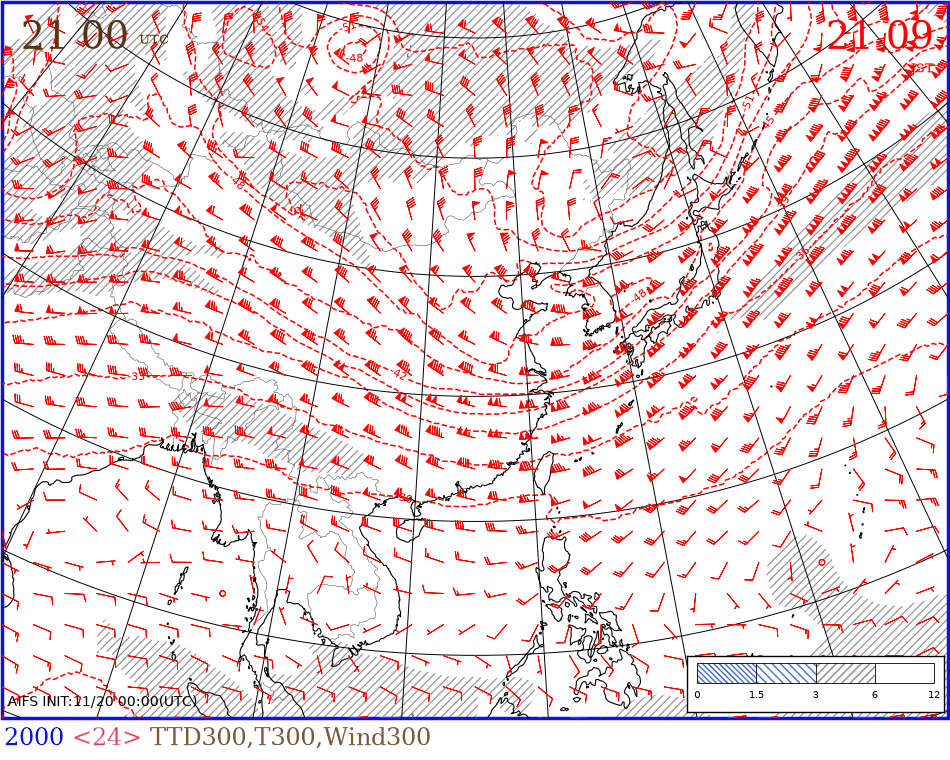 21 00 UTC
21 09
-48
-33
-48
AIFS INIT:11/20 00:00(UTC)
0 1.5 3 6 12
2000 <24> TTD300,T300,Wind300